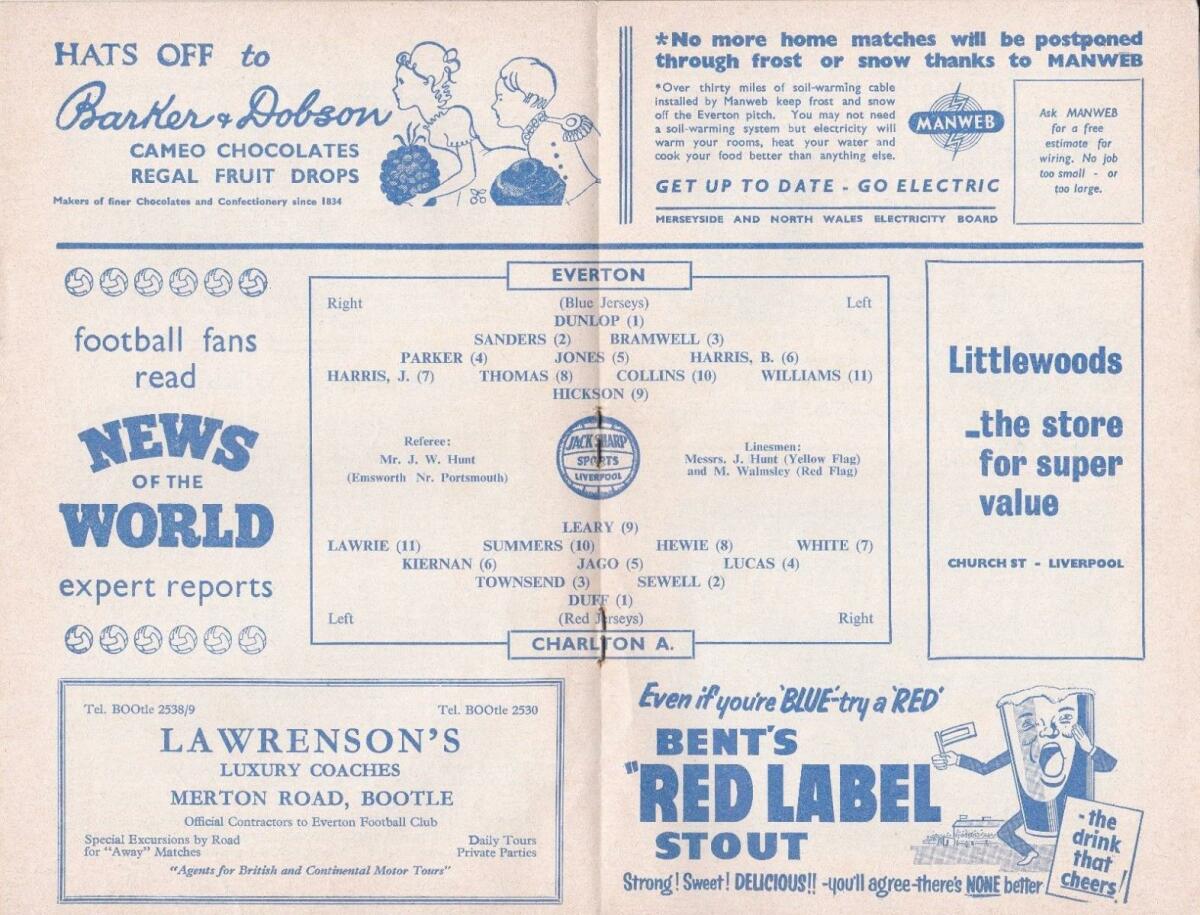 HATS OFF to
Barker & Dobson
CAMEO CHOCOLATES
REGAL FRUIT DROPS
Makers of finer Chocolates and Confectionery since 1834
*No more home matches will be postponed
through frost or snow thanks to MANWEB
*Over thirty miles of soil-warming cable
installed by Manweb keep frost and snow
off the Everton pitch. You may not need
a soil-warming system but electricity will
warm your rooms, heat your water and
cook your food better than anything else.
MANWEB
GET UP TO DATE - GO ELECTRIC
MERSEYSIDE AND NORTH WALES ELECTRICITY BOARD
Ask MANWEB
for a free
estimate for
wiring. No job
too small - or
too large.
football fans
read
NEWS
OF THE
WORLD
expert reports
EVERTON
Right (Blue Jerseys) Left
DUNLOP (1)
SANDERS (2) BRAMWELL (3)
PARKER (4) JONES (5) HARRIS, B. (6)
HARRIS, J. (7) THOMAS (8) COLLINS (10) WILLIAMS (11)
HICKSON (9)
Referee:
Mr. J. W. Hunt
(Emsworth Nr. Portsmouth)
JACK SHARP
SPORTS
LIVERPOOL
Linesmen:
Messrs. J. Hunt (Yellow Flag)
and M. Walmsley (Red Flag)
LEARY (9)
LAWRIE (11) SUMMERS (10) HEWIE (8) WHITE (7)
KIERNAN (6) JAGO (5) LUCAS (4)
TOWNSEND (3) SEWELL (2)
DUFF (1)
Left (Red Jerseys) Right
CHARLTON A.
Littlewoods
-the store
for super
value
CHURCH ST - LIVERPOOL
Tel. BOOtle 2538/9 Tel. BOOtle 2530
LAWRENSON'S
LUXURY COACHES
MERTON ROAD, BOOTLE
Official Contractors to Everton Football Club
Special Excursions by Road
for "Away" Matches
Daily Tours
Private Parties
"Agents for British and Continental Motor Tours"
Even if you're 'BLUE'-try a 'RED'
BENT'S
"RED LABEL
STOUT
- the
drink
that
cheers!
Strong! Sweet! DELICIOUS!! -you'll agree-there's NONE better